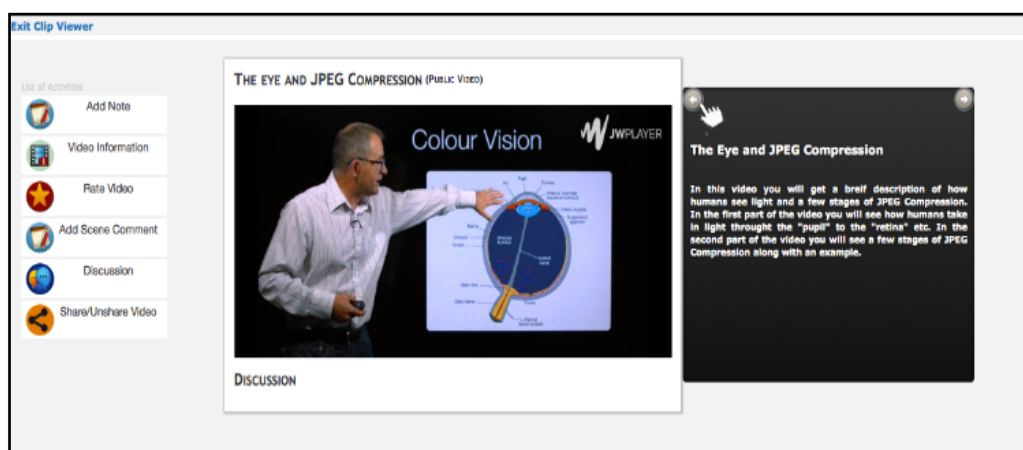 Exit Clip Viewer
List of Activities
Add Note
Video Information
Rate Video
Add Scene Comment
Discussion
Share/Unshare Video
THE EYE AND JPEG COMPRESSION (PUBLIC VIDEO)
Colour Vision
JWPLAYER
Pupil
DISCUSSION
The Eye and JPEG Compression
In this video you will get a breif description of how
humans see light and a few stages of JPEG Compression.
In the first part of the video you will see how humans take
in light throught the "pupil" to the "retina" etc. In the
second part of the video you will see a few stages of JPEG
Compression along with an example.